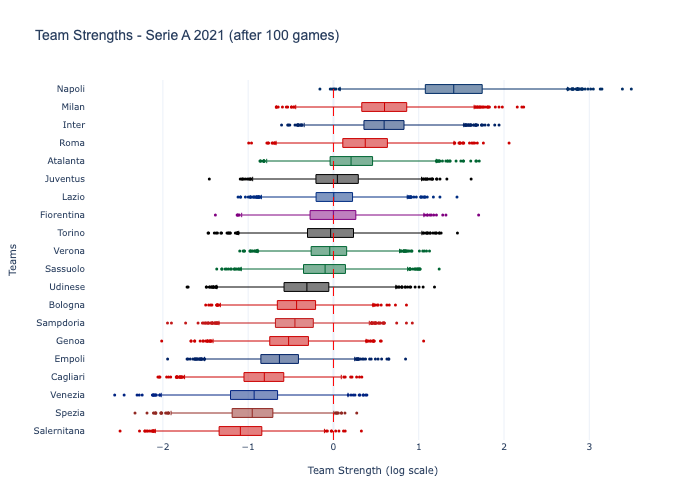 Team Strengths - Serie A 2021 (after 100 games)
Napoli
Milan
Inter
Roma
Atalanta
Juventus
Lazio
Fiorentina
Torino
Verona
Sassuolo
Udinese
Bologna
Sampdoria
Genoa
Empoli
Cagliari
Venezia
Spezia
Salernitana
Teams
−2
−1
0
1
2
3
Team Strength (log scale)